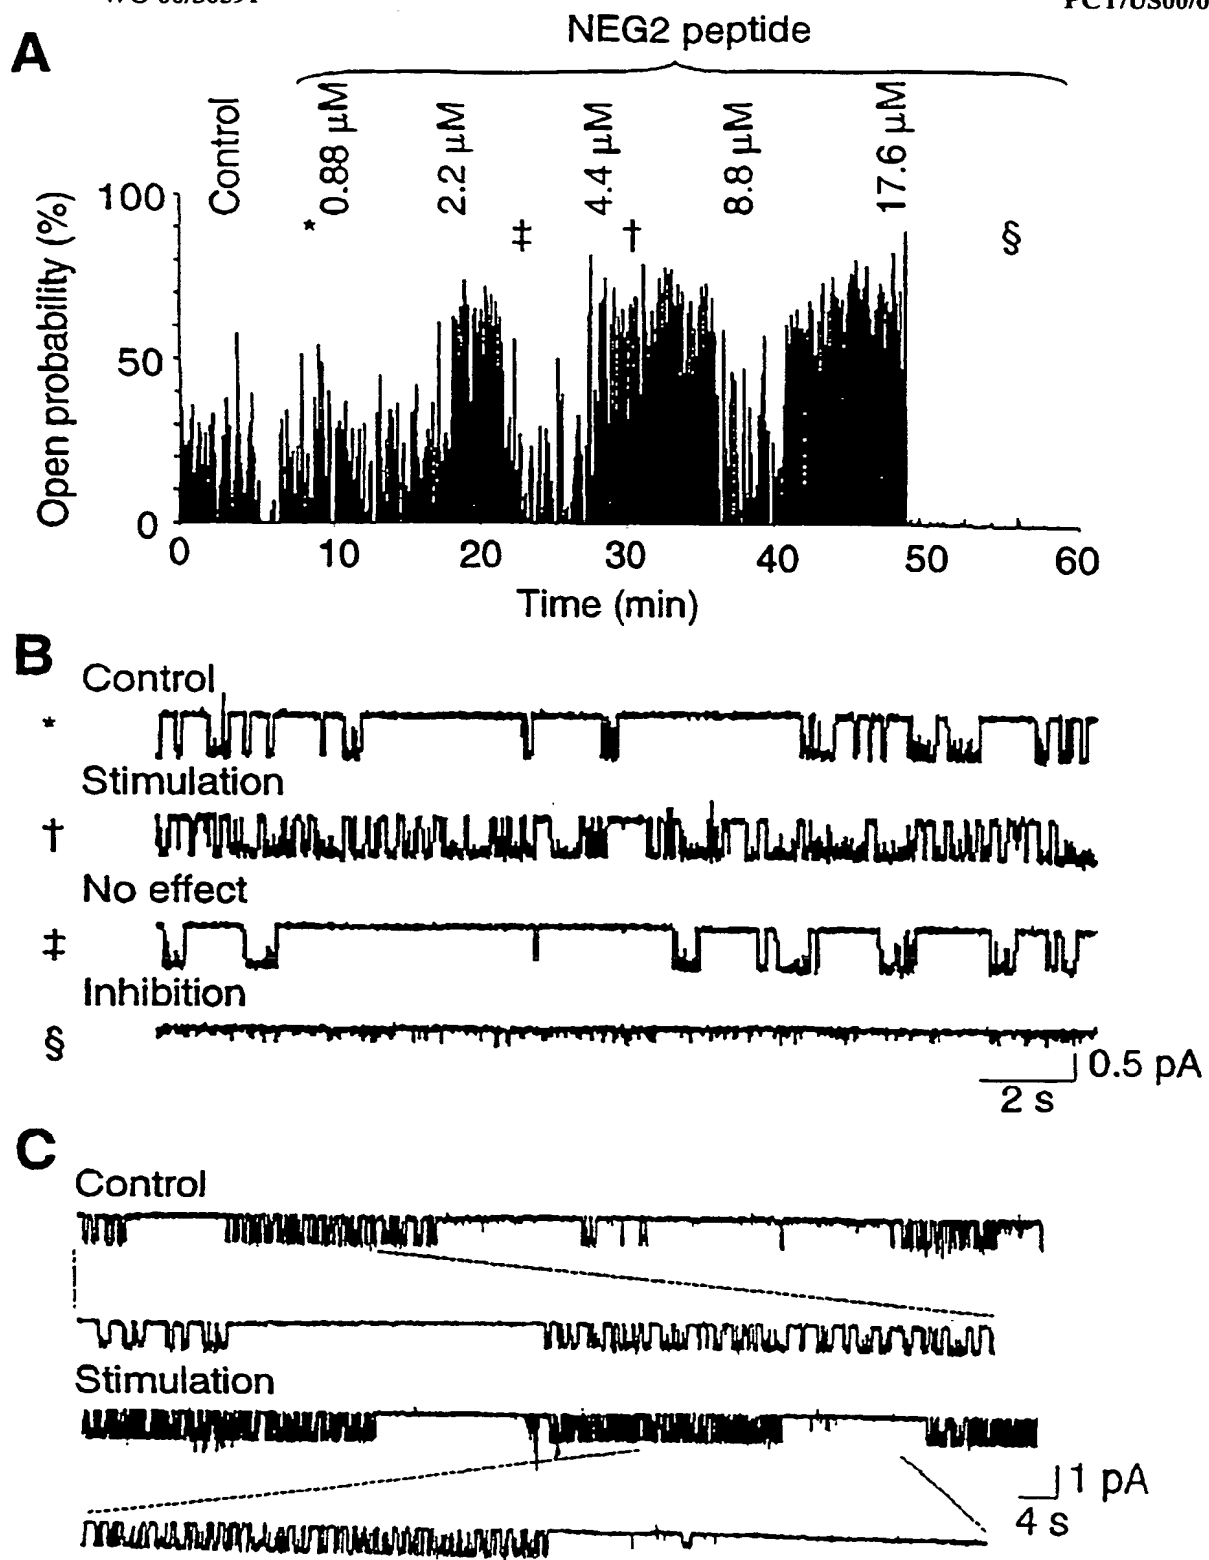 A
NEG2 peptide
Control
0.88 µM
2.2 µM
4.4 µM
8.8 µM
17.6 µM
* ‡ † §
Open probability (%)
100
50
0
0 10 20 30 40 50 60
Time (min)
B
Control
*
Stimulation
†
No effect
‡
Inhibition
§
0.5 pA
2 s
C
Control
Stimulation
1 pA
4 s